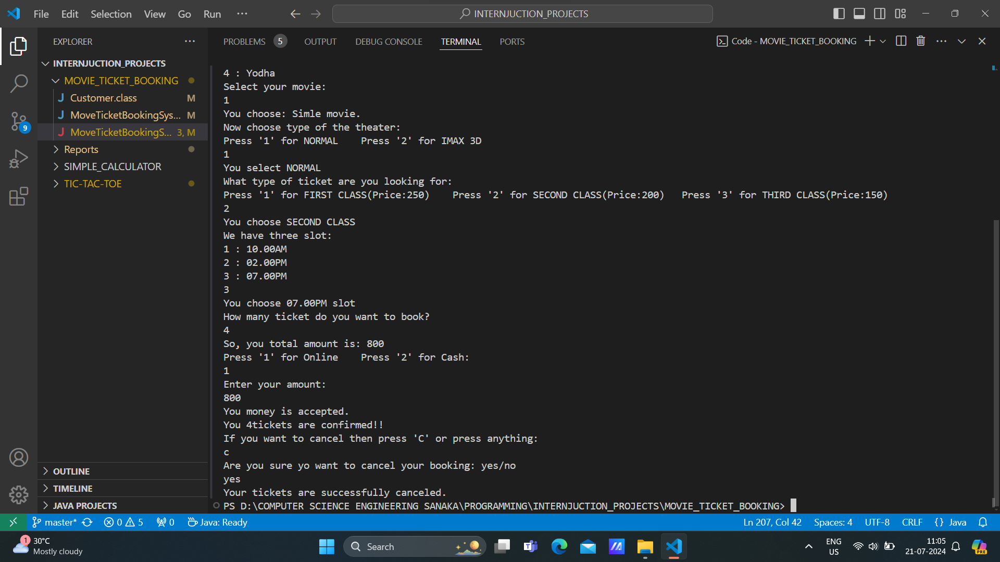 File Edit Selection View Go Run ··· INTERNJUCTION_PROJECTS
EXPLORER ···
INTERNJUCTION_PROJECTS
MOVIE_TICKET_BOOKING
Customer.class M
MoveTicketBookingSys... M
MoveTicketBookingS... 3, M
Reports
SIMPLE_CALCULATOR
TIC-TAC-TOE
9
OUTLINE
TIMELINE
JAVA PROJECTS
PROBLEMS 5 OUTPUT DEBUG CONSOLE TERMINAL PORTS Code - MOVIE_TICKET_BOOKING
4 : Yodha
Select your movie:
1
You choose: Simle movie.
Now choose type of the theater:
Press '1' for NORMAL    Press '2' for IMAX 3D
1
You select NORMAL
What type of ticket are you looking for:
Press '1' for FIRST CLASS(Price:250)    Press '2' for SECOND CLASS(Price:200)   Press '3' for THIRD CLASS(Price:150)
2
You choose SECOND CLASS
We have three slot:
1 : 10.00AM
2 : 02.00PM
3 : 07.00PM
3
You choose 07.00PM slot
How many ticket do you want to book?
4
So, you total amount is: 800
Press '1' for Online    Press '2' for Cash:
1
Enter your amount:
800
You money is accepted.
You 4tickets are confirmed!!
If you want to cancel then press 'C' or press anything:
c
Are you sure yo want to cancel your booking: yes/no
yes
Your tickets are successfully canceled.
PS D:\COMPUTER SCIENCE ENGINEERING SANAKA\PROGRAMMING\INTERNJUCTION_PROJECTS\MOVIE_TICKET_BOOKING>
master* 0 5 0 Java: Ready Ln 207, Col 42 Spaces: 4 UTF-8 CRLF {} Java
1 30°C
Mostly cloudy
Search
ENG
US
11:05
21-07-2024
PRE